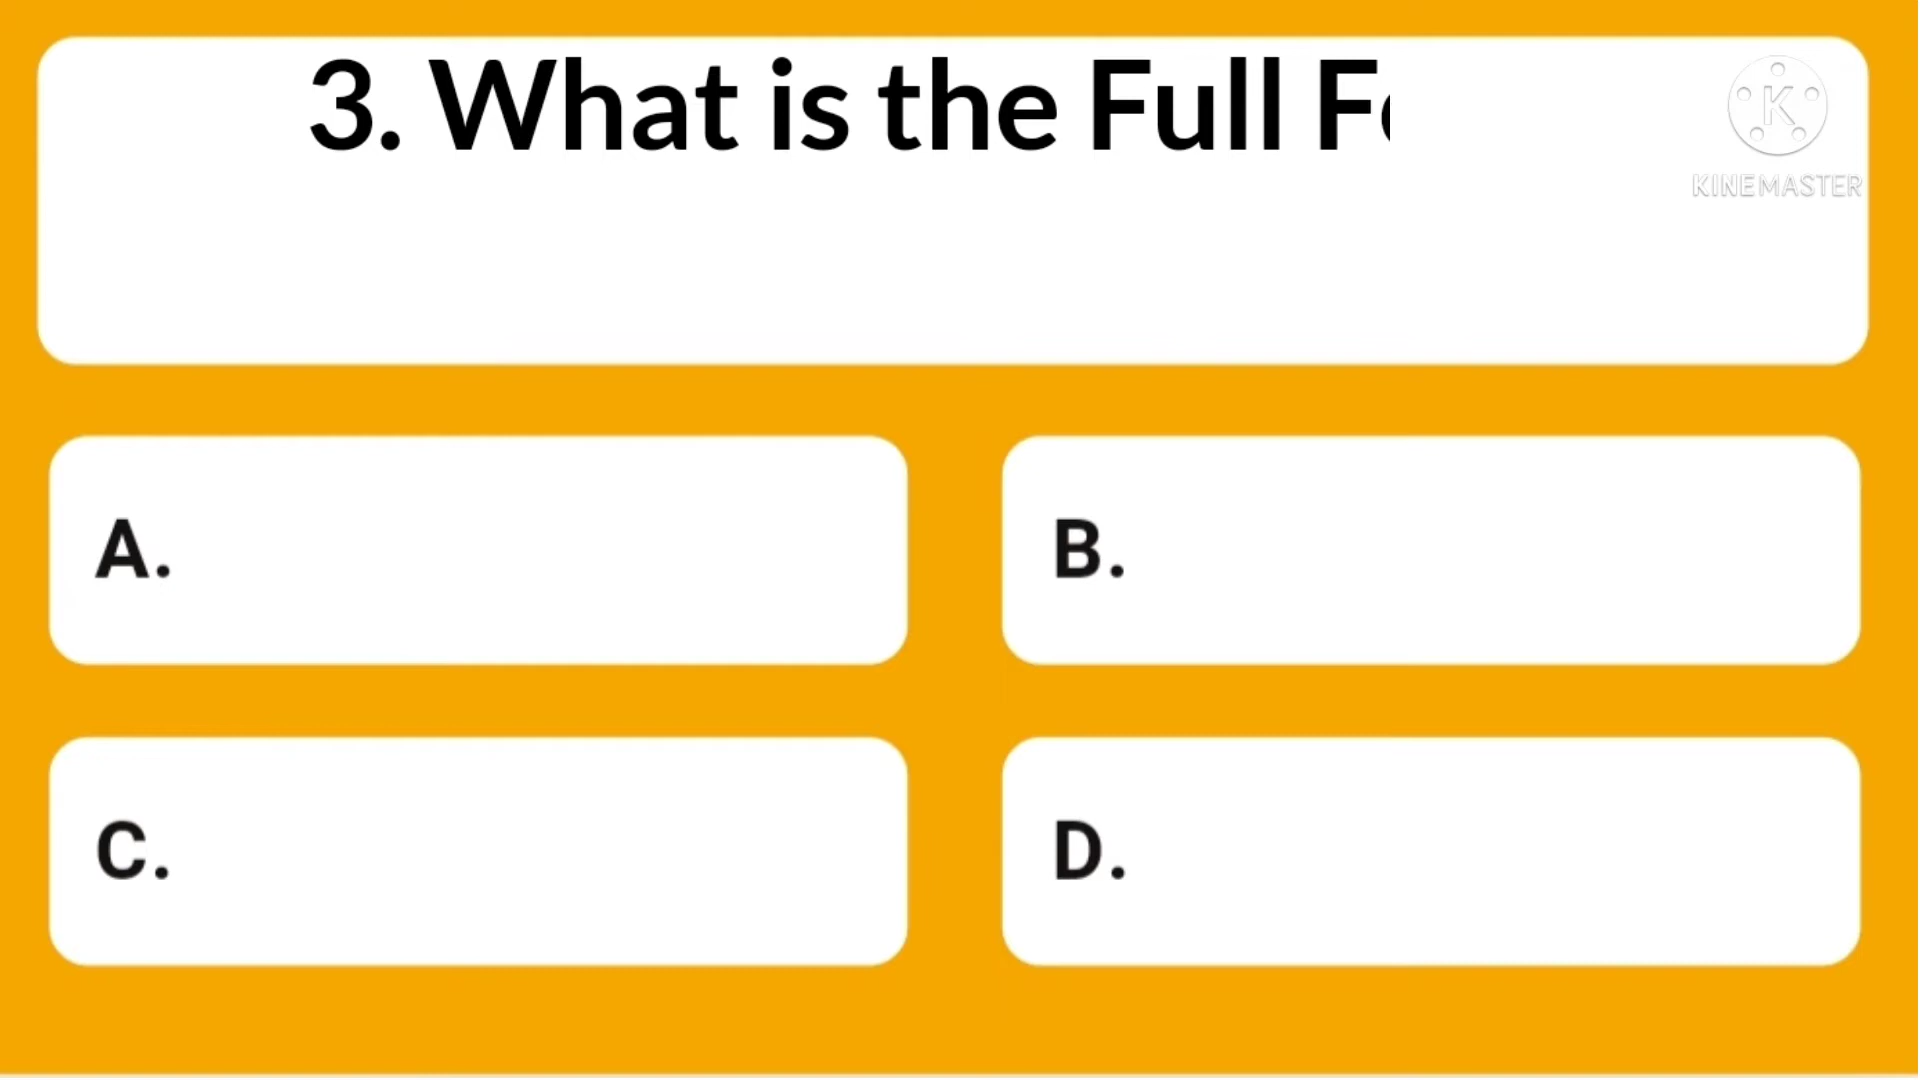 3. What is the Full
KINEMASTER
A.
B.
C.
D.